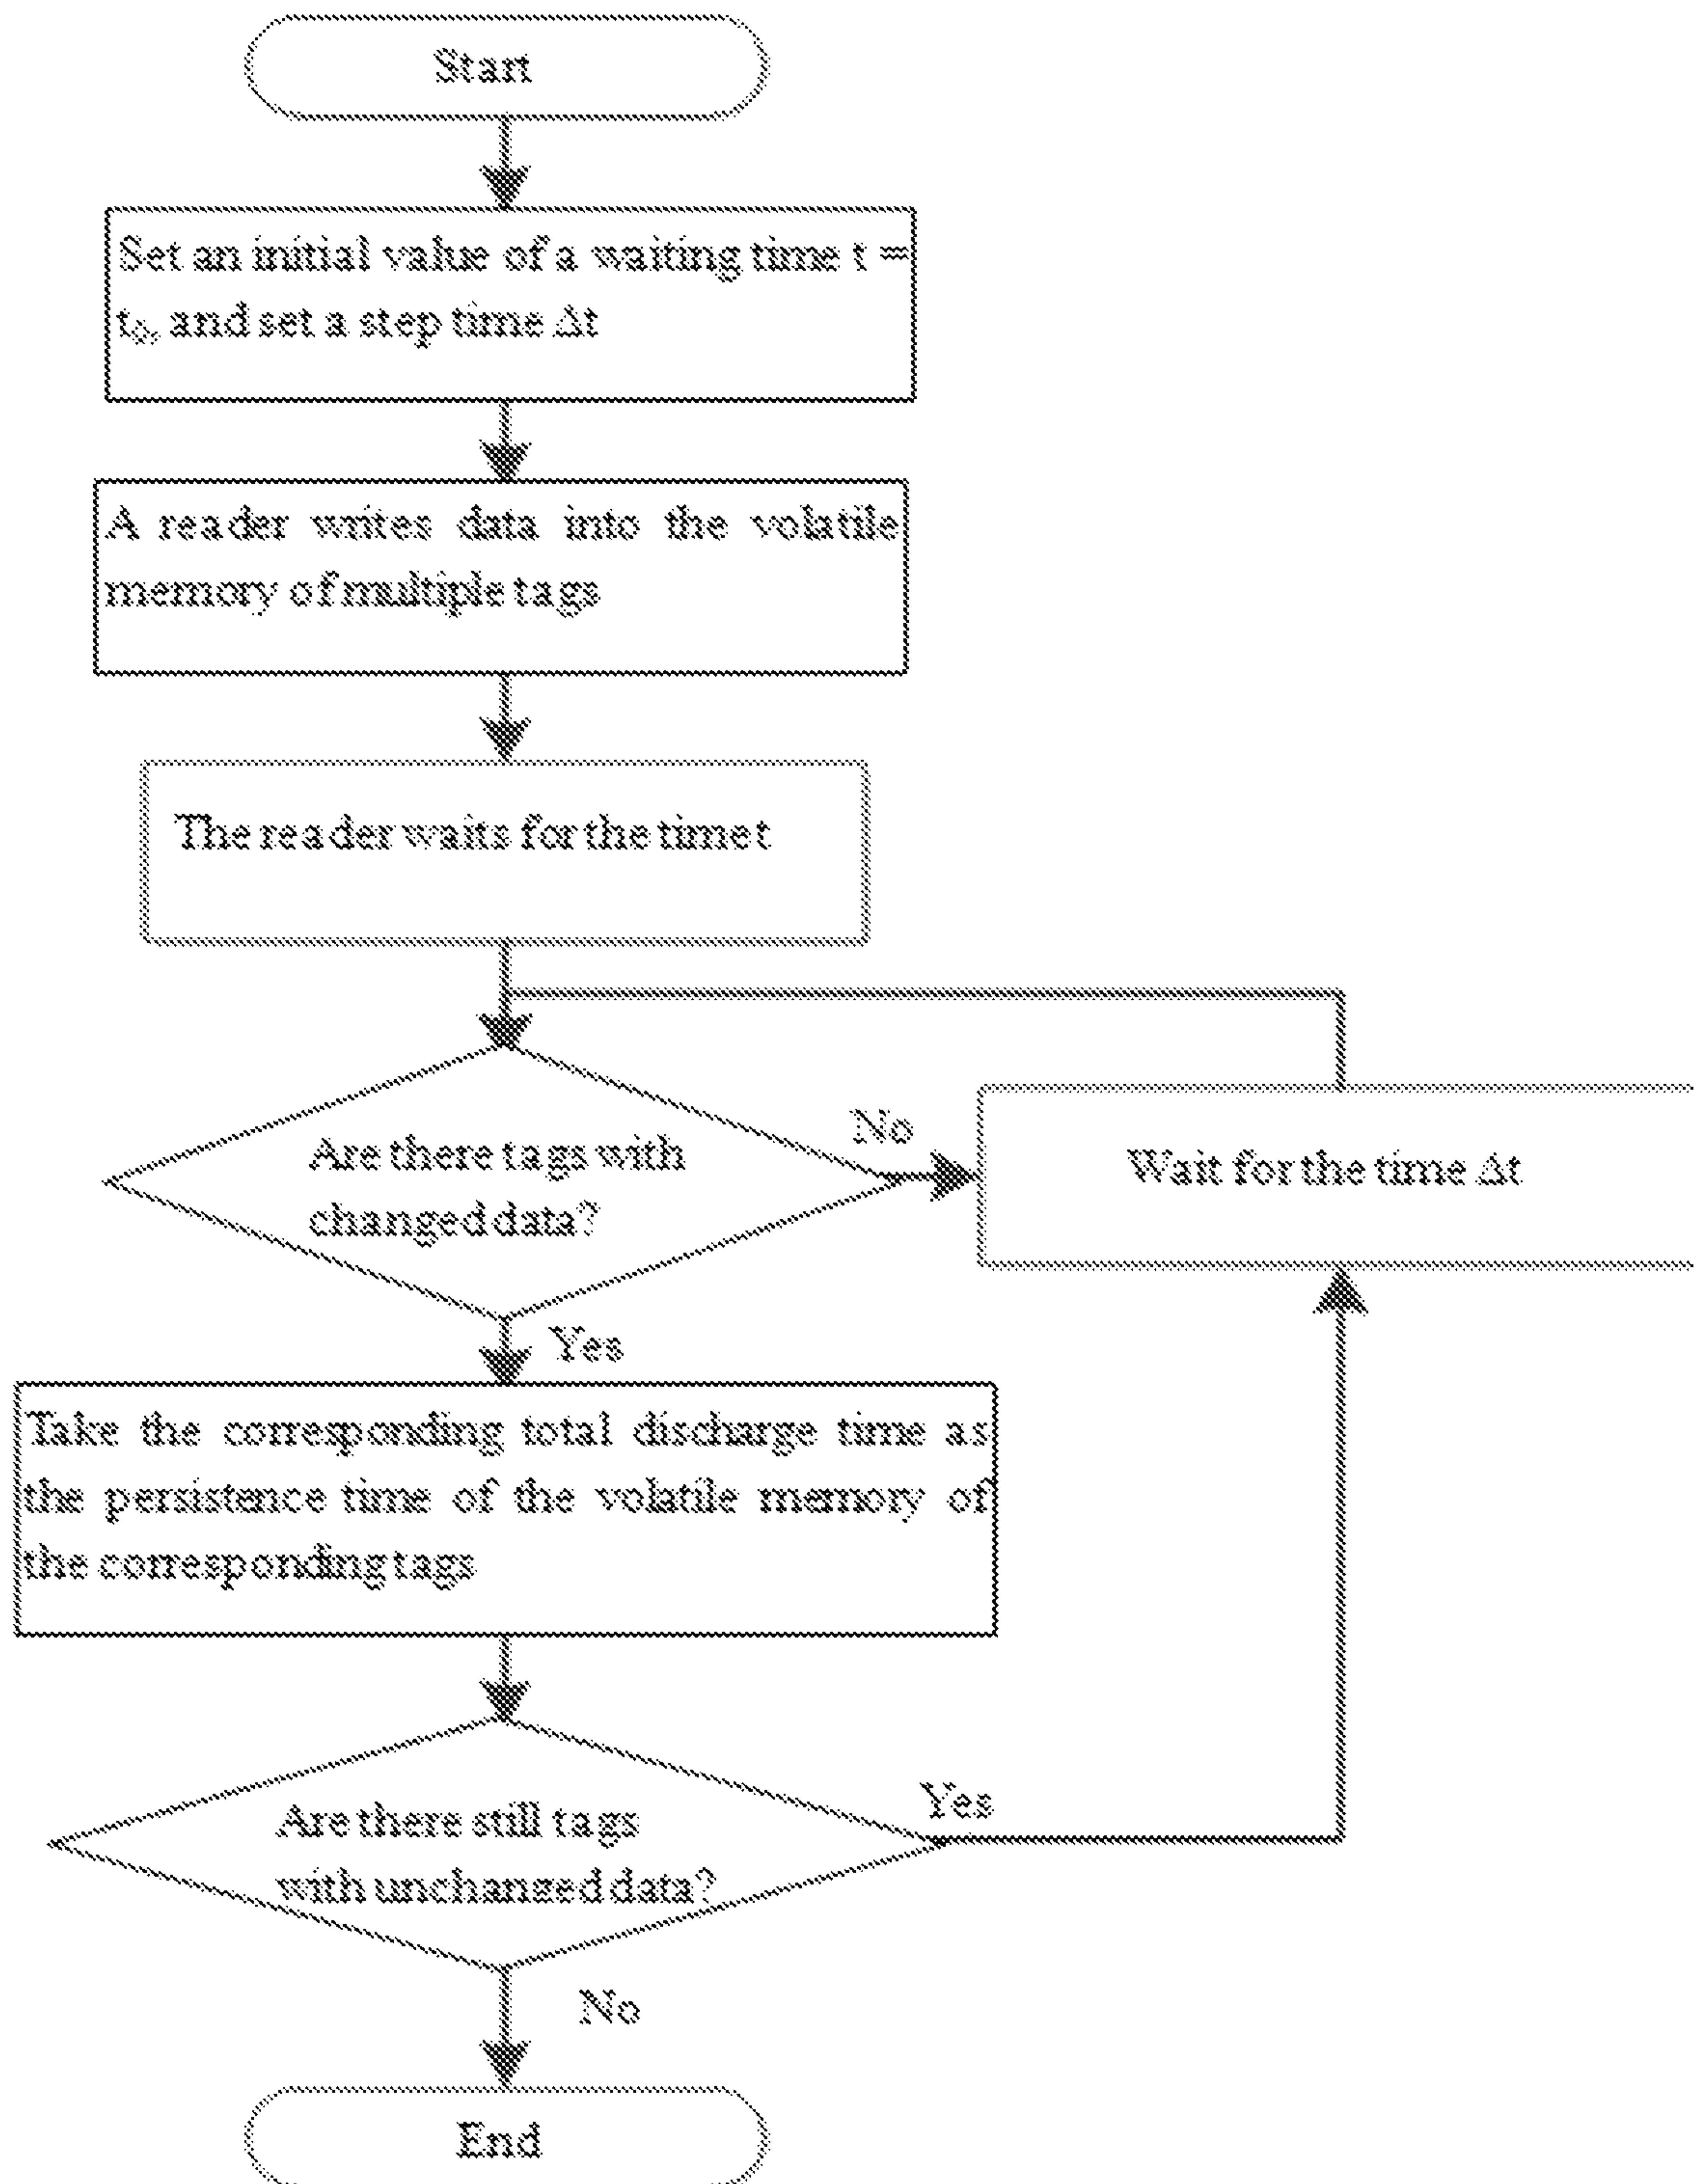 Start
Set an initial value of a waiting time t =
t₀, and set a step time Δt
A reader writes data into the volatile
memory of multiple tags
The reader waits for the time t
Are there tags with
changed data?
No
Wait for the time Δt
Yes
Take the corresponding total discharge time as
the persistence time of the volatile memory of
the corresponding tags
Are there still tags
with unchanged data?
Yes
No
End